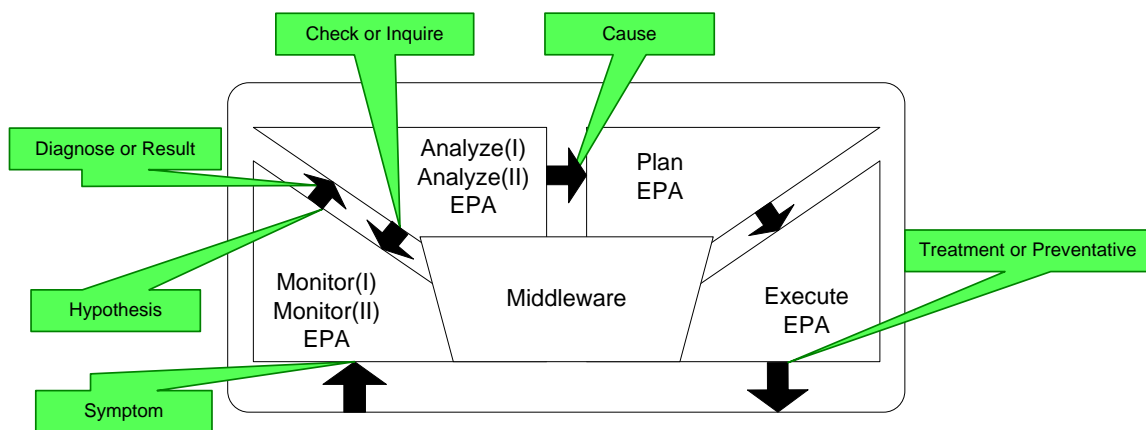 Check or Inquire
Cause
Diagnose or Result
Analyze(I)
Analyze(II)
EPA
Plan
EPA
Treatment or Preventative
Hypothesis
Monitor(I)
Monitor(II)
EPA
Middleware
Execute
EPA
Symptom